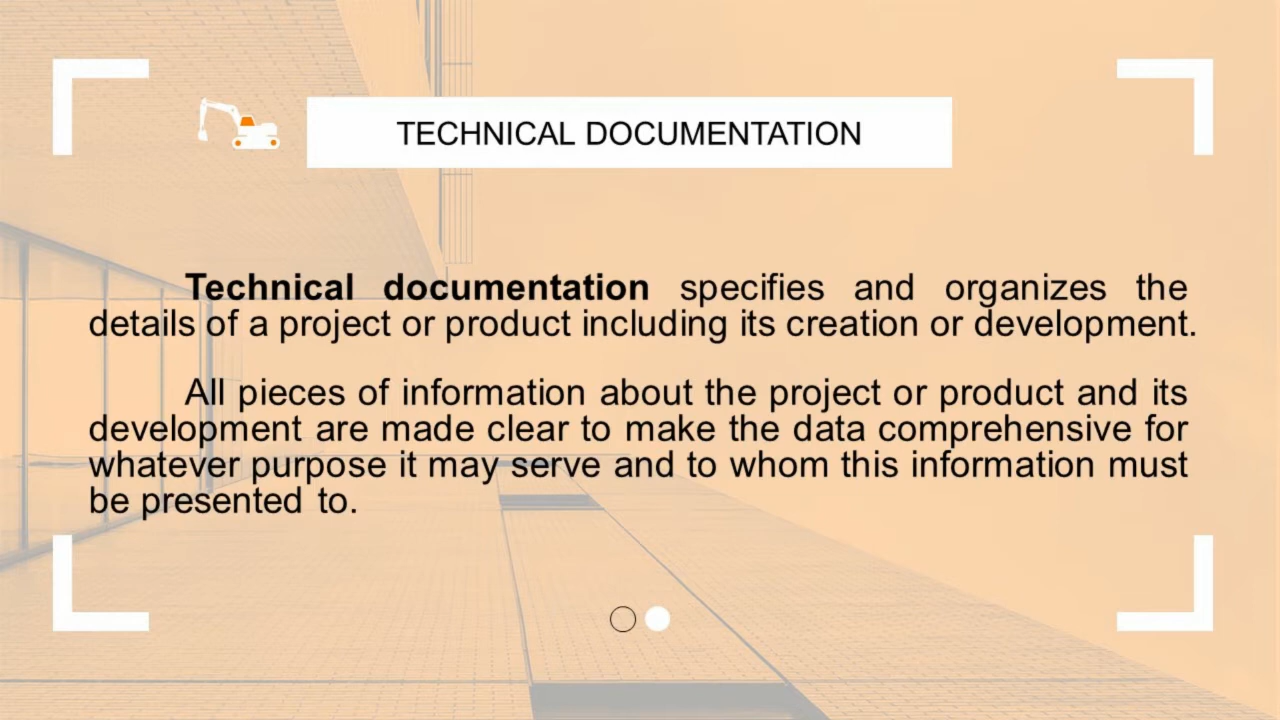 TECHNICAL DOCUMENTATION
Technical documentation specifies and organizes the
details of a project or product including its creation or development.
All pieces of information about the project or product and its
development are made clear to make the data comprehensive for
whatever purpose it may serve and to whom this information must
be presented to.